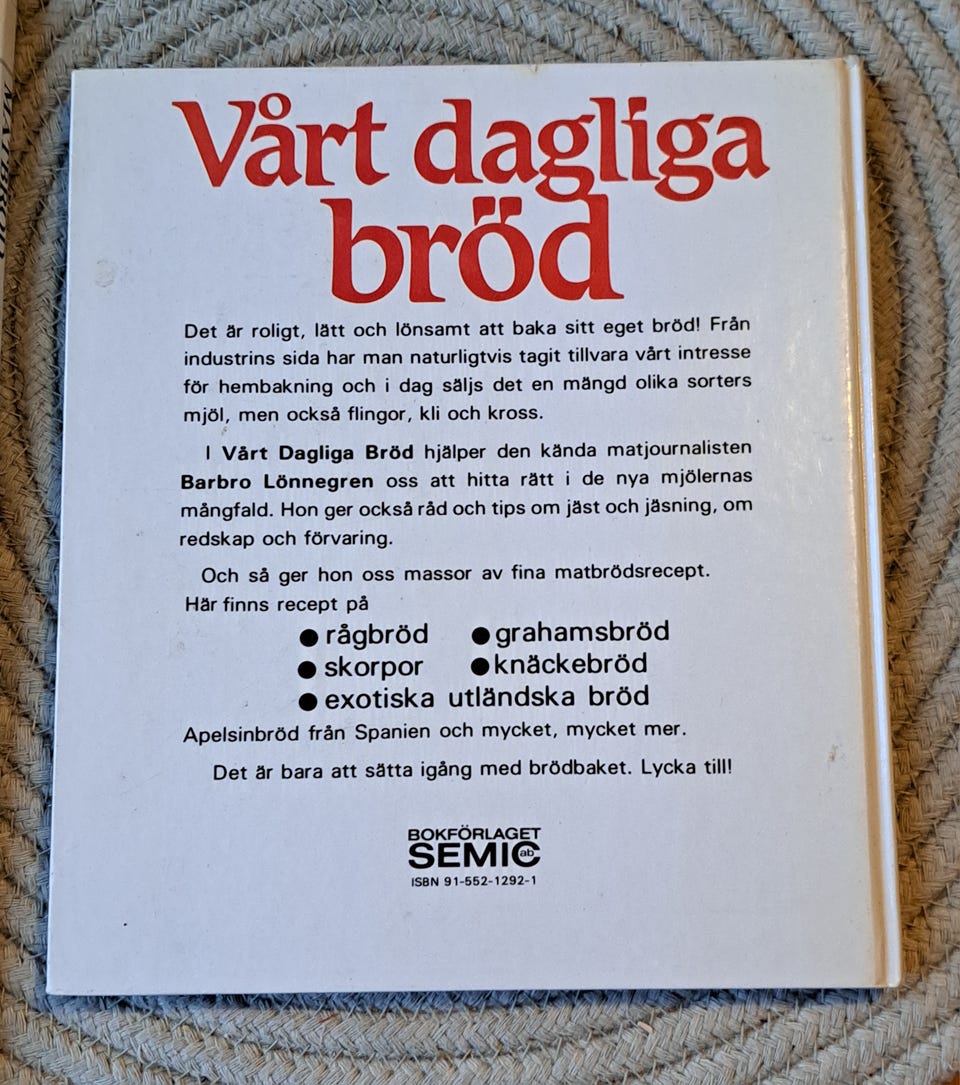 Vårt dagliga
bröd
Det är roligt, lätt och lönsamt att baka sitt eget bröd! Från
industrins sida har man naturligtvis tagit tillvara vårt intresse
för hembakning och i dag säljs det en mängd olika sorters
mjöl, men också flingor, kli och kross.
I Vårt Dagliga Bröd hjälper den kända matjournalisten
Barbro Lönnegren oss att hitta rätt i de nya mjölernas
mångfald. Hon ger också råd och tips om jäst och jäsning, om
redskap och förvaring.
Och så ger hon oss massor av fina matbrödsrecept.
Här finns recept på
● rågbröd ● grahamsbröd
● skorpor ● knäckebröd
● exotiska utländska bröd
Apelsinbröd från Spanien och mycket, mycket mer.
Det är bara att sätta igång med brödbaket. Lycka till!
BOKFÖRLAGET
SEMIC ab
ISBN 91-552-1292-1